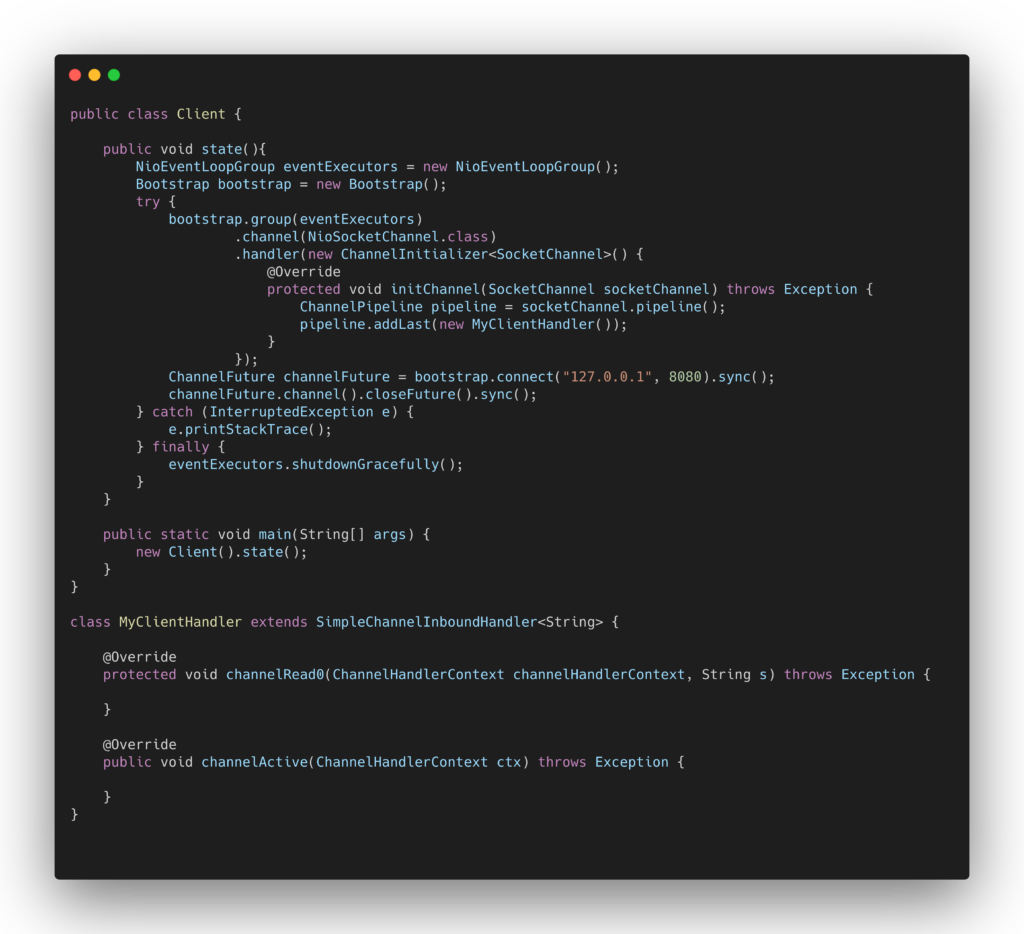 public class Client {

    public void state(){
        NioEventLoopGroup eventExecutors = new NioEventLoopGroup();
        Bootstrap bootstrap = new Bootstrap();
        try {
            bootstrap.group(eventExecutors)
                    .channel(NioSocketChannel.class)
                    .handler(new ChannelInitializer<SocketChannel>() {
                        @Override
                        protected void initChannel(SocketChannel socketChannel) throws Exception {
                            ChannelPipeline pipeline = socketChannel.pipeline();
                            pipeline.addLast(new MyClientHandler());
                        }
                    });
            ChannelFuture channelFuture = bootstrap.connect("127.0.0.1", 8080).sync();
            channelFuture.channel().closeFuture().sync();
        } catch (InterruptedException e) {
            e.printStackTrace();
        } finally {
            eventExecutors.shutdownGracefully();
        }
    }

    public static void main(String[] args) {
        new Client().state();
    }
}

class MyClientHandler extends SimpleChannelInboundHandler<String> {

    @Override
    protected void channelRead0(ChannelHandlerContext channelHandlerContext, String s) throws Exception {

    }

    @Override
    public void channelActive(ChannelHandlerContext ctx) throws Exception {

    }
}